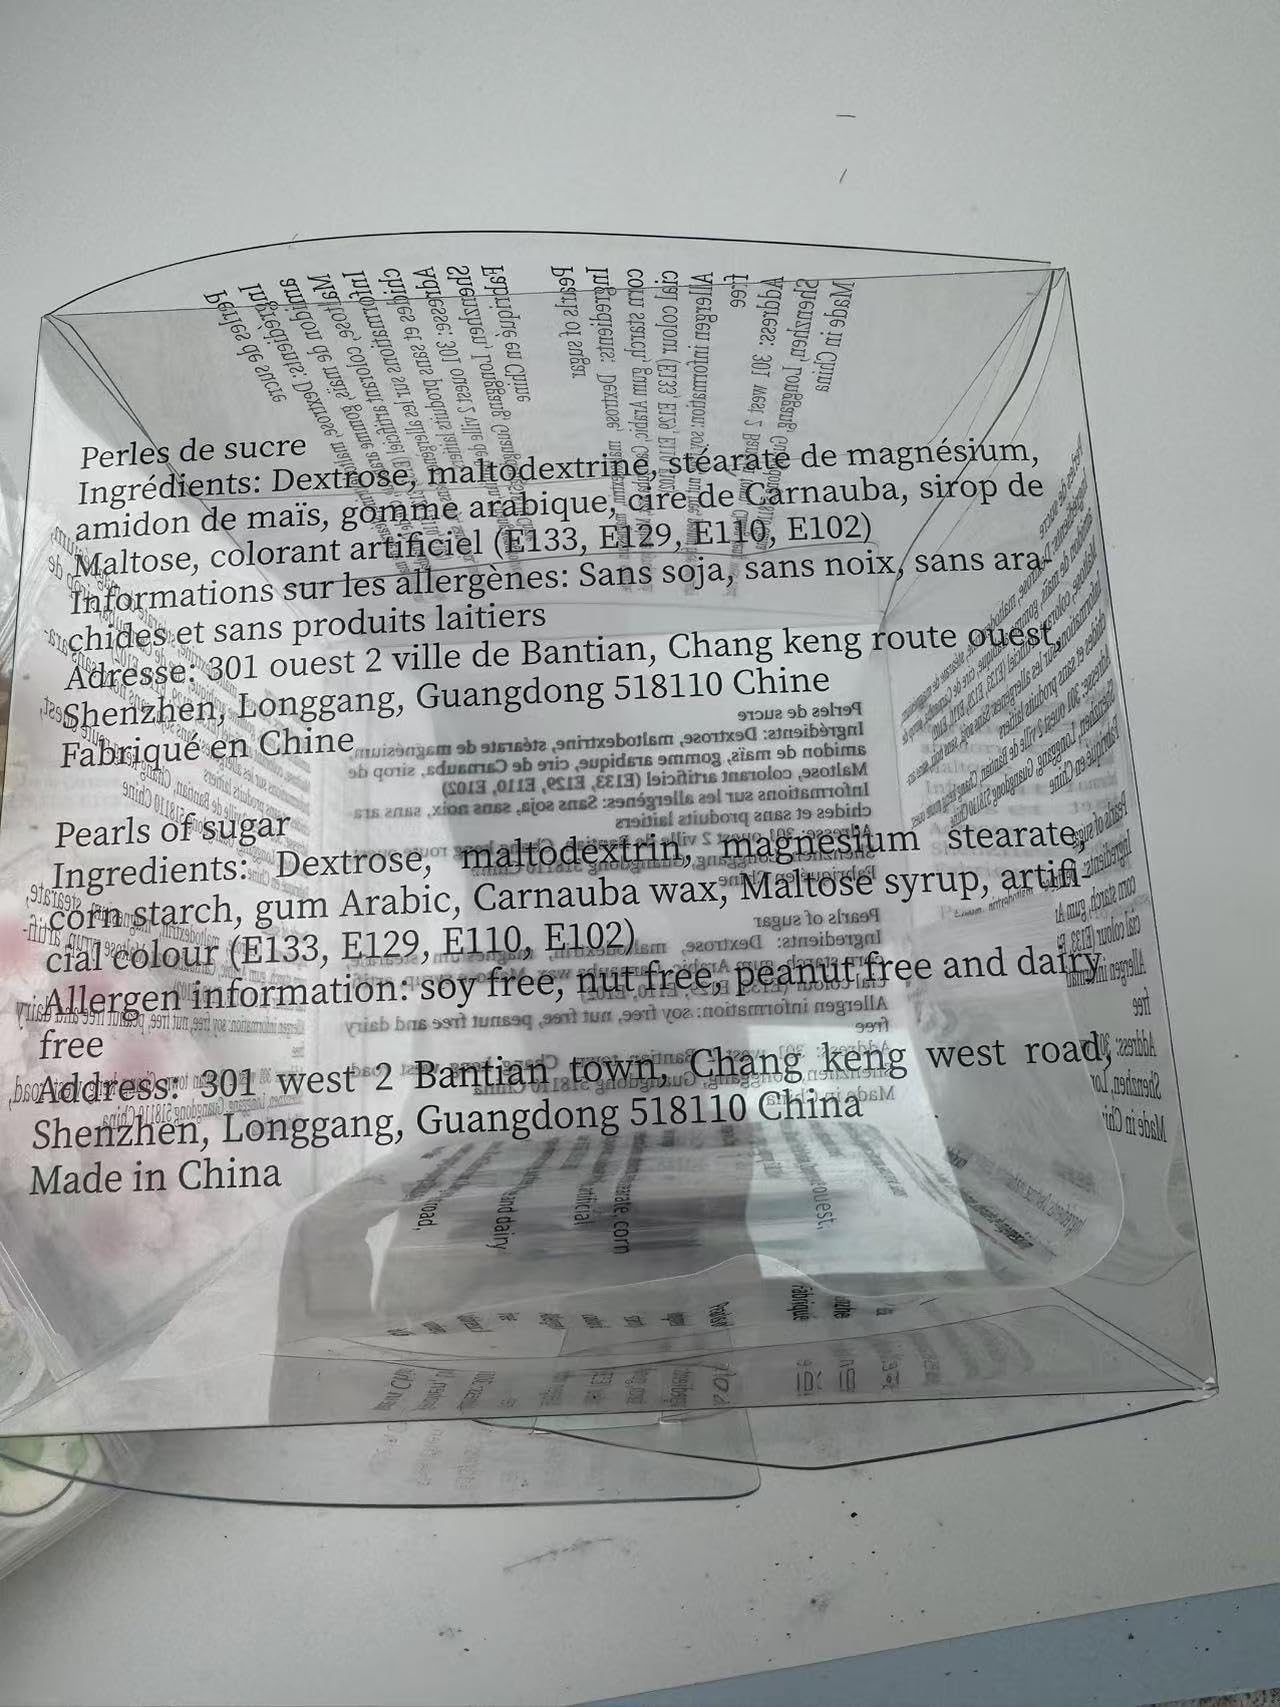 Perles de sucre
Ingrédients: Dextrose, maltodextrine, stéarate de magnésium,
amidon de maïs, gomme arabique, cire de Carnauba, sirop de
Maltose, colorant artificiel (E133, E129, E110, E102)
Informations sur les allergènes: Sans soja, sans noix, sans ara-
chides et sans produits laitiers
Adresse: 301 ouest 2 ville de Bantian, Chang keng route ouest,
Shenzhen, Longgang, Guangdong 518110 Chine
Fabriqué en Chine
Pearls of sugar
Ingredients: Dextrose, maltodextrin, magnesium stearate,
corn starch, gum Arabic, Carnauba wax, Maltose syrup, artifi-
cial colour (E133, E129, E110, E102)
Allergen information: soy free, nut free, peanut free and dairy
free
Address: 301 west 2 Bantian town, Chang keng west road,
Shenzhen, Longgang, Guangdong 518110 China
Made in China